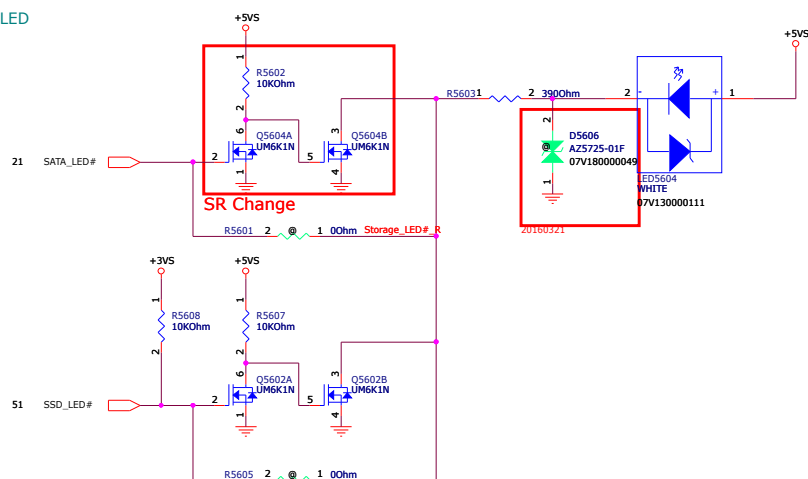 LED
+5VS
+5VS
1
R5602
10KOhm
2
R5603 1
2 390Ohm
2
-
+
1
6
Q5604A
UM6K1N
3
Q5604B
UM6K1N
2
@
D5606
AZ5725-01F
07V180000049
1
21
SATA_LED#
2
1
5
4
LED5604
WHITE
07V130000111
SR Change
20160321
R5601 2 @ 1 0Ohm
Storage_LED#_R
+3VS
+5VS
1
R5608
10KOhm
2
1
R5607
10KOhm
2
6
Q5602A
UM6K1N
3
Q5602B
UM6K1N
51
SSD_LED#
2
1
5
4
R5605 2 @ 1 0Ohm